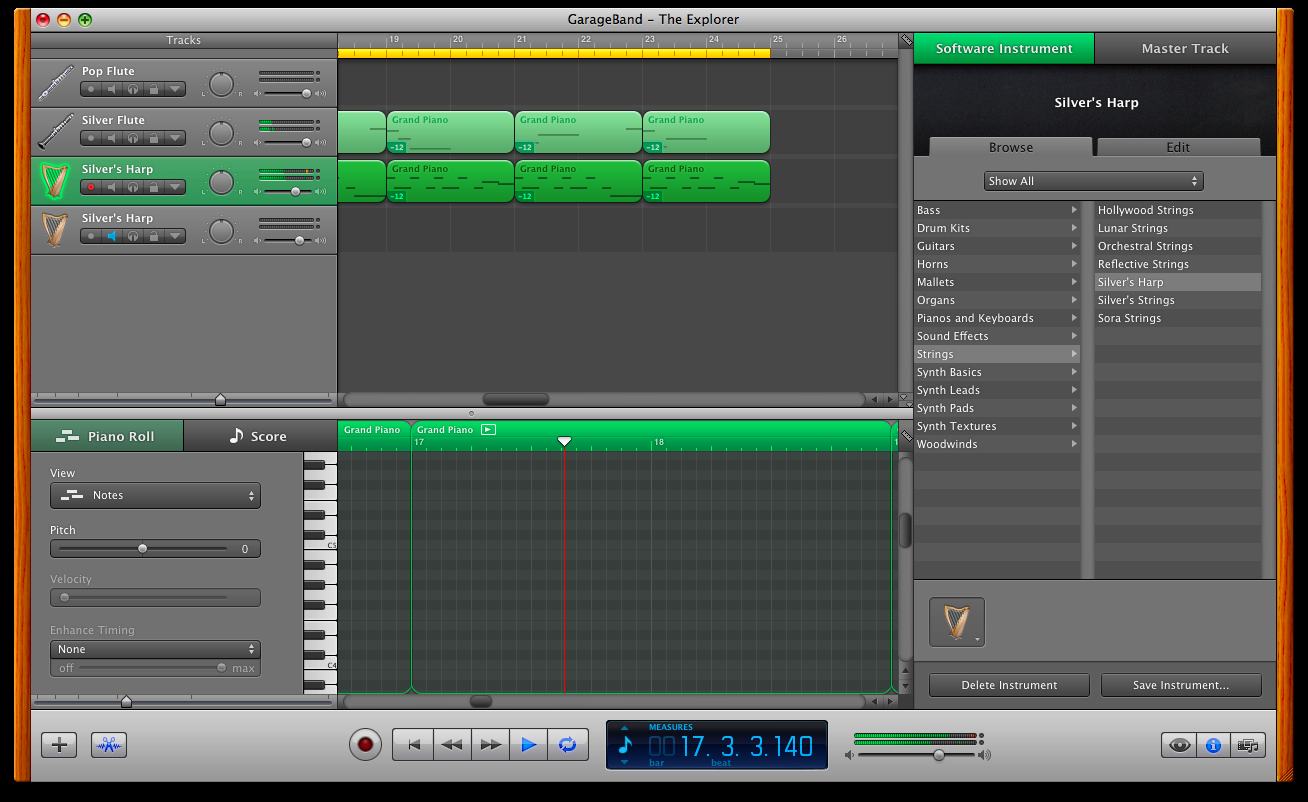 GarageBand – The Explorer
Tracks
19 20 21 22 23 24 25 26
Pop Flute
L R
Silver Flute
L R
Silver's Harp
L R
Silver's Harp
L R
Grand Piano Grand Piano Grand Piano
-12 -12 -12
Grand Piano Grand Piano Grand Piano
-12 -12 -12
Software Instrument Master Track
Silver's Harp
Browse Edit
Show All
Bass
Drum Kits
Guitars
Horns
Mallets
Organs
Pianos and Keyboards
Sound Effects
Strings
Synth Basics
Synth Leads
Synth Pads
Synth Textures
Woodwinds
Hollywood Strings
Lunar Strings
Orchestral Strings
Reflective Strings
Silver's Harp
Silver's Strings
Sora Strings
Piano Roll Score
Grand Piano Grand Piano
17 18
View
Notes
Pitch
0
Velocity
Enhance Timing
None
off max
C5
C4
Delete Instrument Save Instrument...
MEASURES
0017. 3. 3.140
bar beat